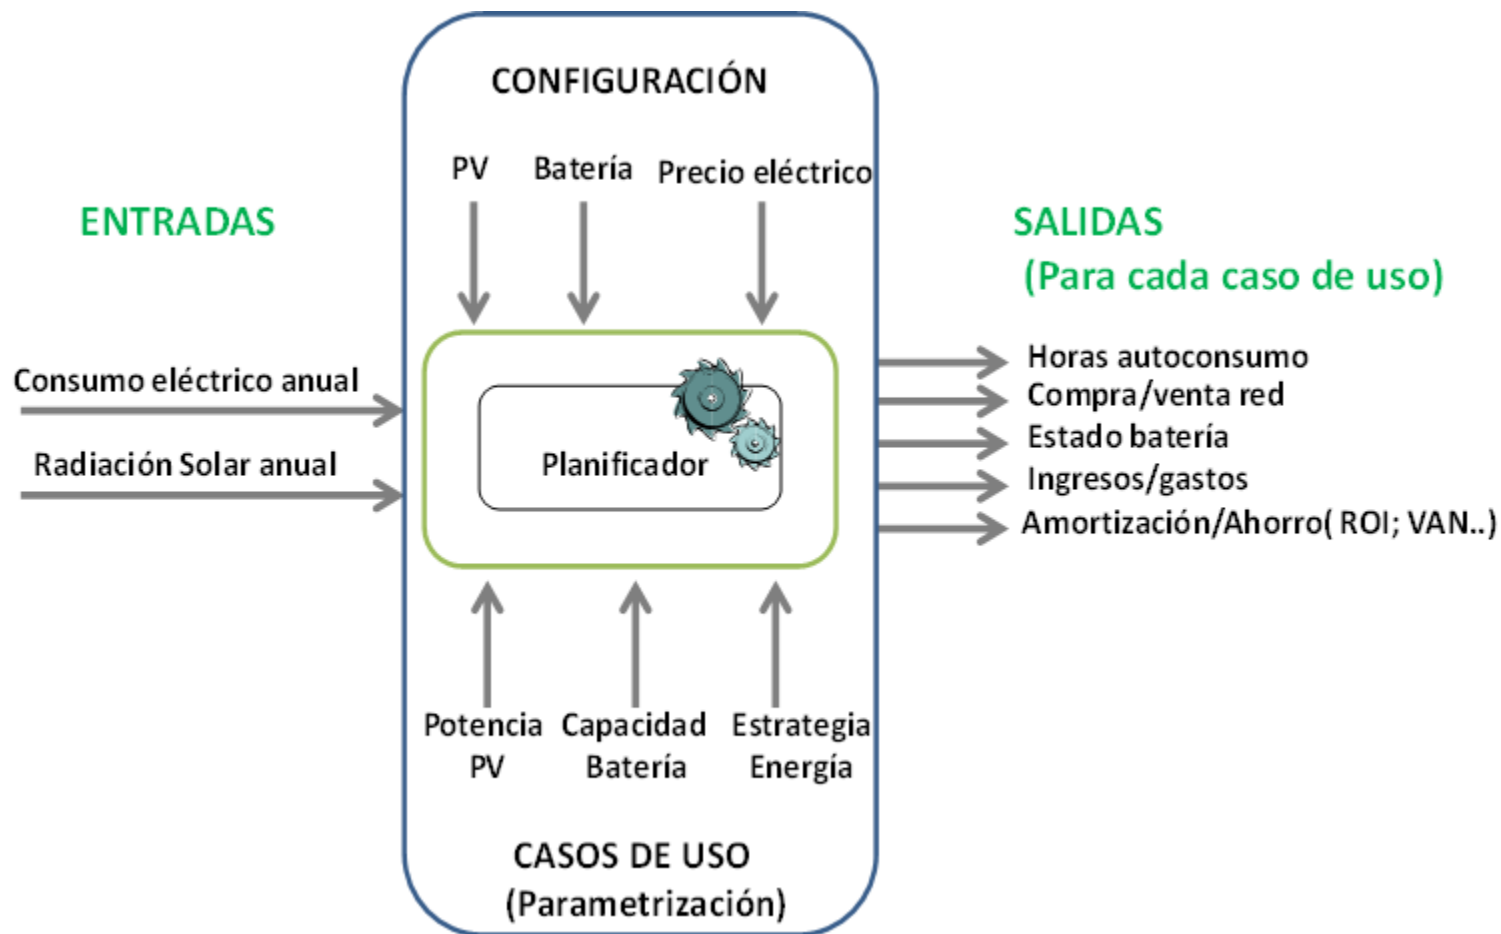 CONFIGURACIÓN
PV
Batería
Precio eléctrico
ENTRADAS
SALIDAS
(Para cada caso de uso)
Consumo eléctrico anual
Radiación Solar anual
Planificador
Horas autoconsumo
Compra/venta red
Estado batería
Ingresos/gastos
Amortización/Ahorro( ROI; VAN..)
Potencia
PV
Capacidad
Batería
Estrategia
Energía
CASOS DE USO
(Parametrización)